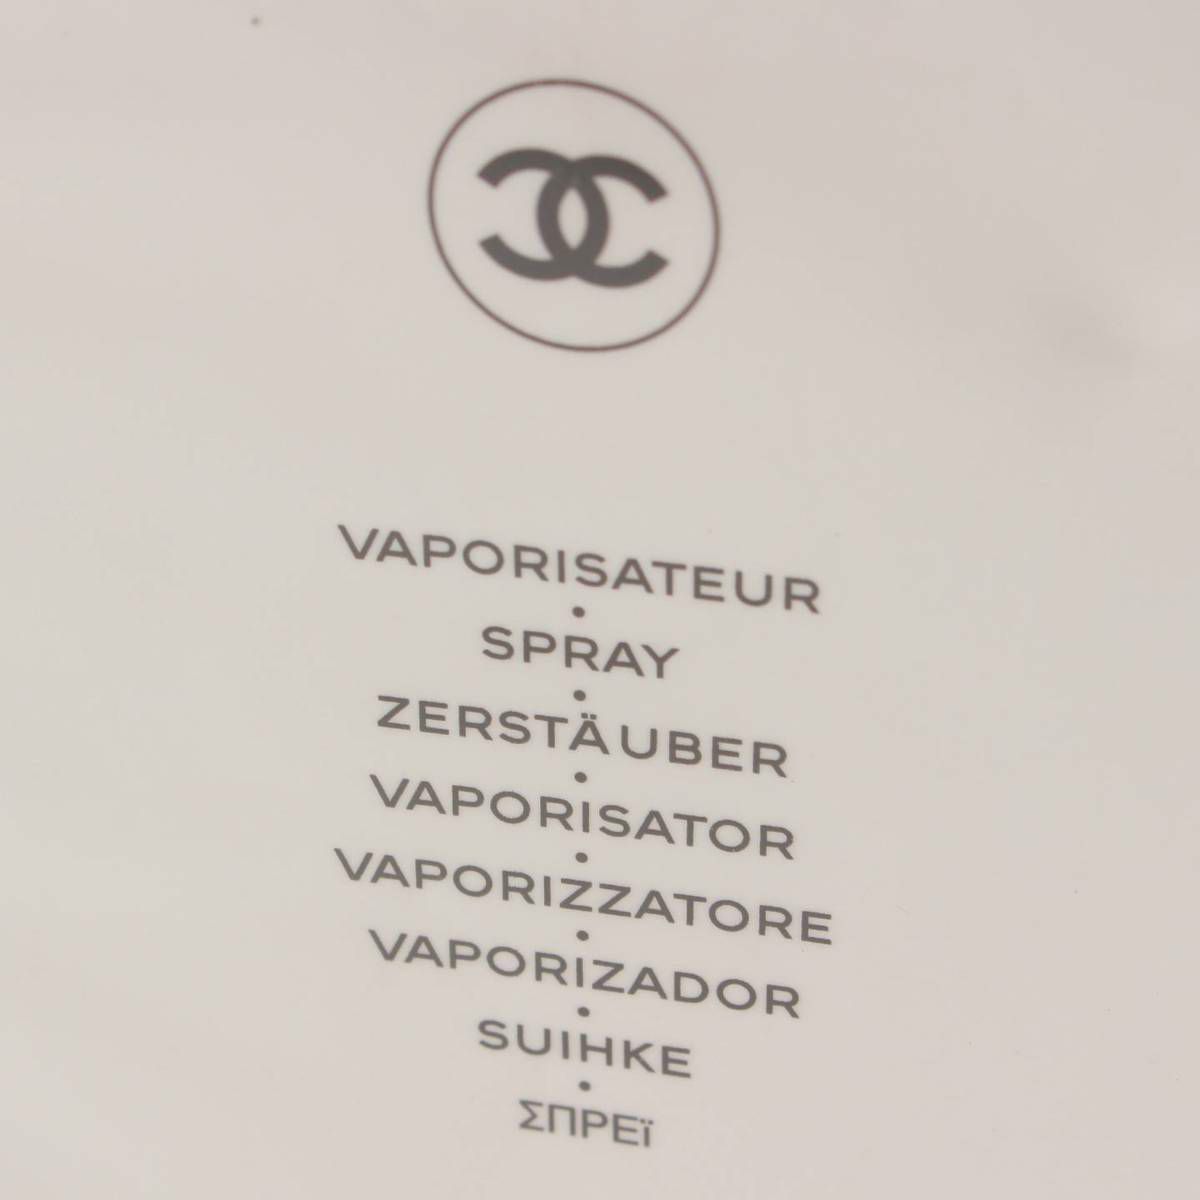 VAPORISATEUR
•
SPRAY
•
ZERSTÄUBER
•
VAPORISATOR
•
VAPORIZZATORE
•
VAPORIZADOR
•
SUIHKE
•
ΣΠΡΕϊ